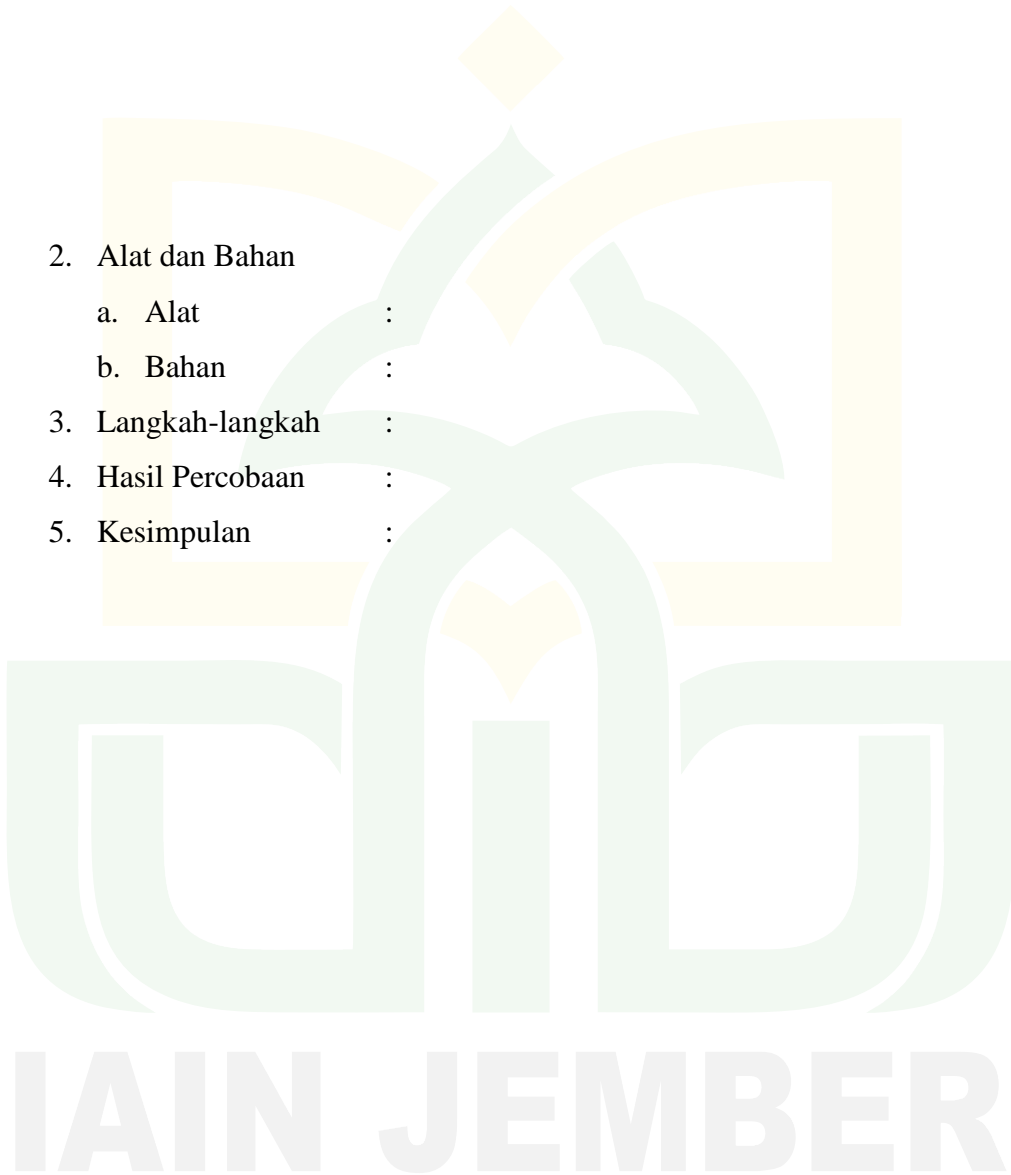 2. Alat dan Bahan
a. Alat :
b. Bahan :
3. Langkah-langkah :
4. Hasil Percobaan :
5. Kesimpulan :
IAIN JEMBER